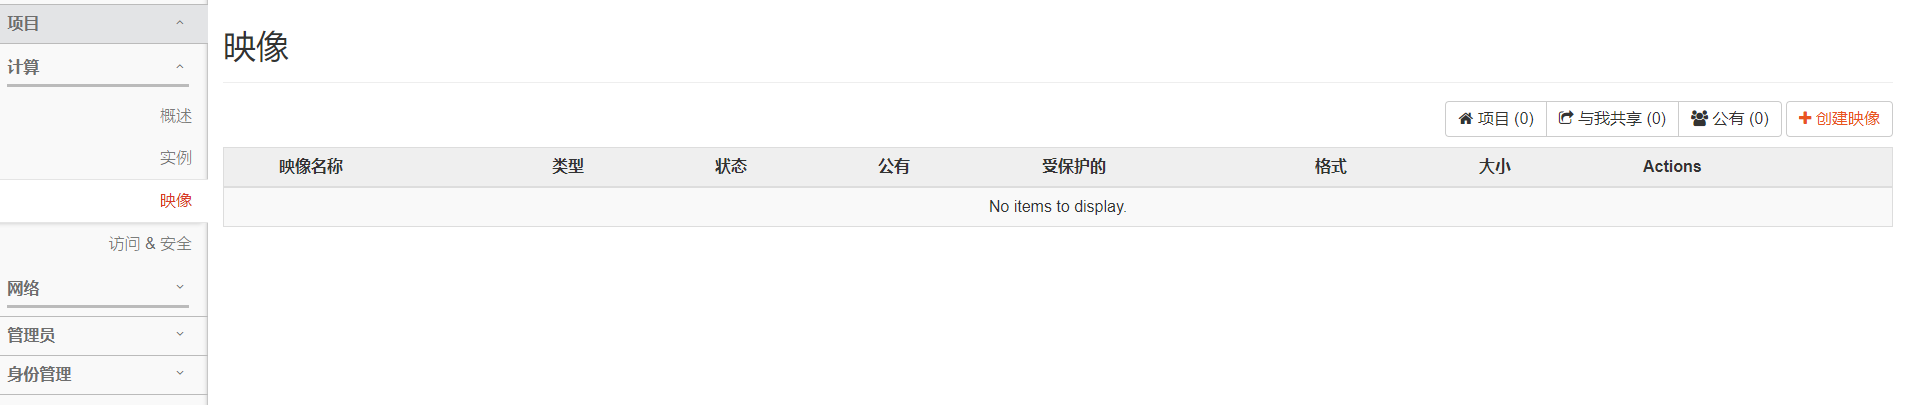 项目
计算
概述
实例
映像
访问 & 安全
网络
管理员
身份管理
映像
项目 (0) 与我共享 (0) 公有 (0) 创建映像
映像名称 类型 状态 公有 受保护的 格式 大小 Actions
No items to display.